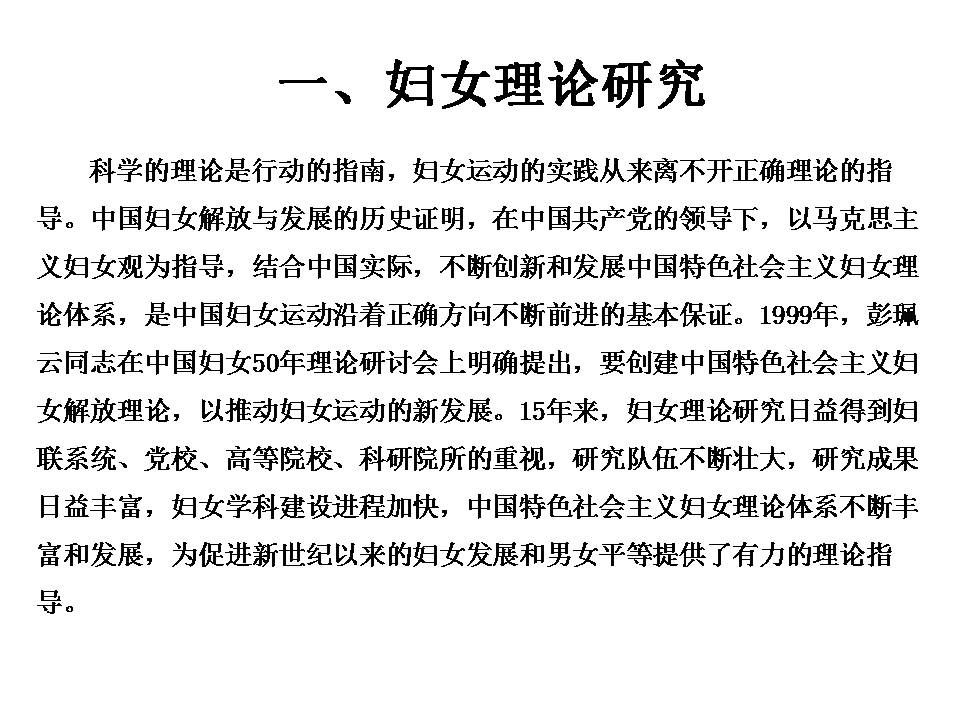 一、妇女理论研究
科学的理论是行动的指南，妇女运动的实践从来离不开正确理论的指
导。中国妇女解放与发展的历史证明，在中国共产党的领导下，以马克思主
义妇女观为指导，结合中国实际，不断创新和发展中国特色社会主义妇女理
论体系，是中国妇女运动沿着正确方向不断前进的基本保证。1999年，彭珮
云同志在中国妇女50年理论研讨会上明确提出，要创建中国特色社会主义妇
女解放理论，以推动妇女运动的新发展。15年来，妇女理论研究日益得到妇
联系统、党校、高等院校、科研院所的重视，研究队伍不断壮大，研究成果
日益丰富，妇女学科建设进程加快，中国特色社会主义妇女理论体系不断丰
富和发展，为促进新世纪以来的妇女发展和男女平等提供了有力的理论指
导。